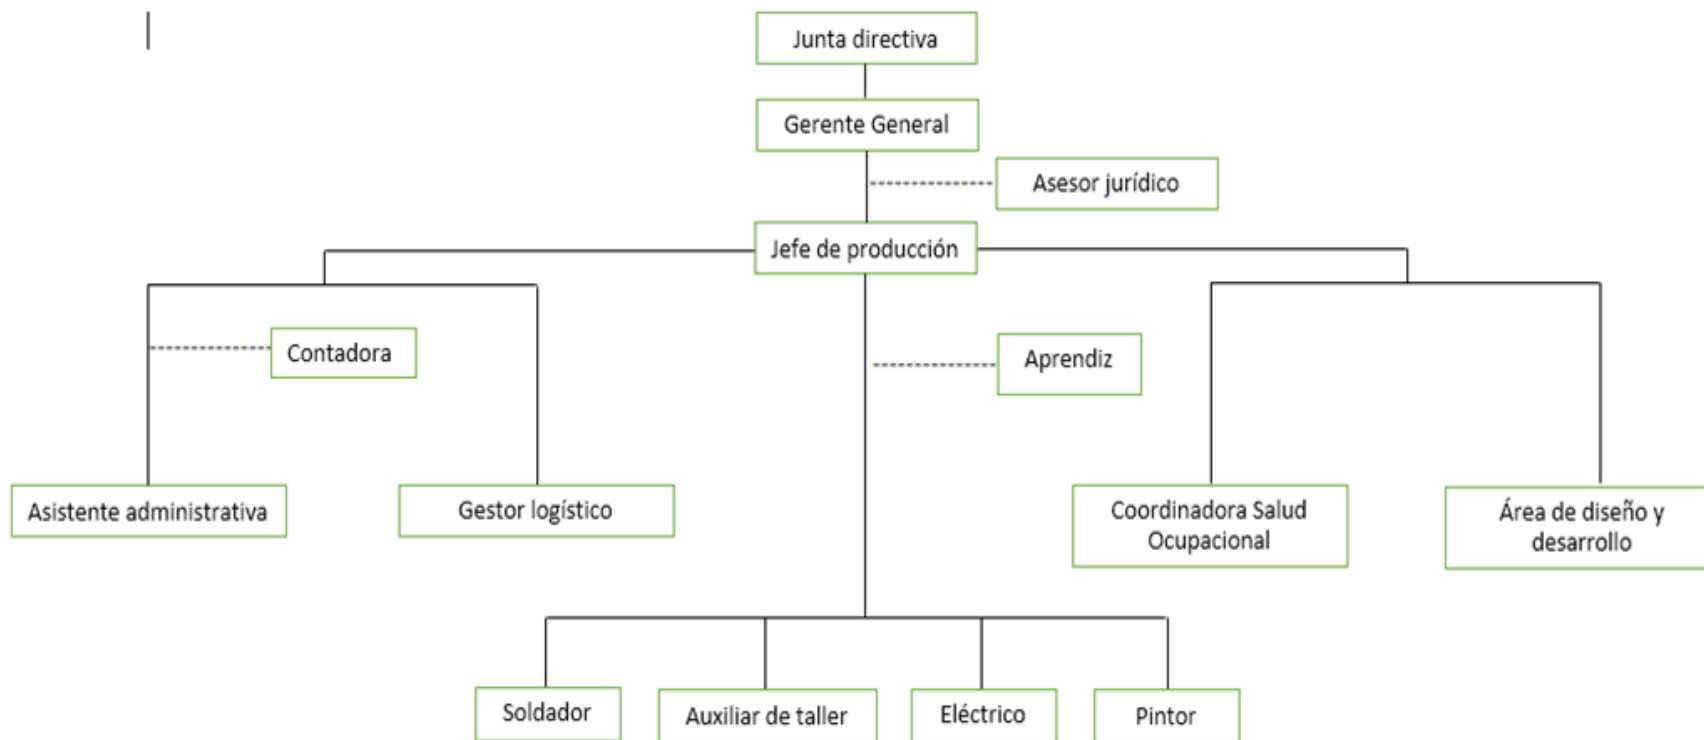 Junta directiva
Gerente General
Asesor jurídico
Jefe de producción
Contadora
Aprendiz
Asistente administrativa
Gestor logístico
Coordinadora Salud
Ocupacional
Área de diseño y
desarrollo
Soldador
Auxiliar de taller
Eléctrico
Pintor